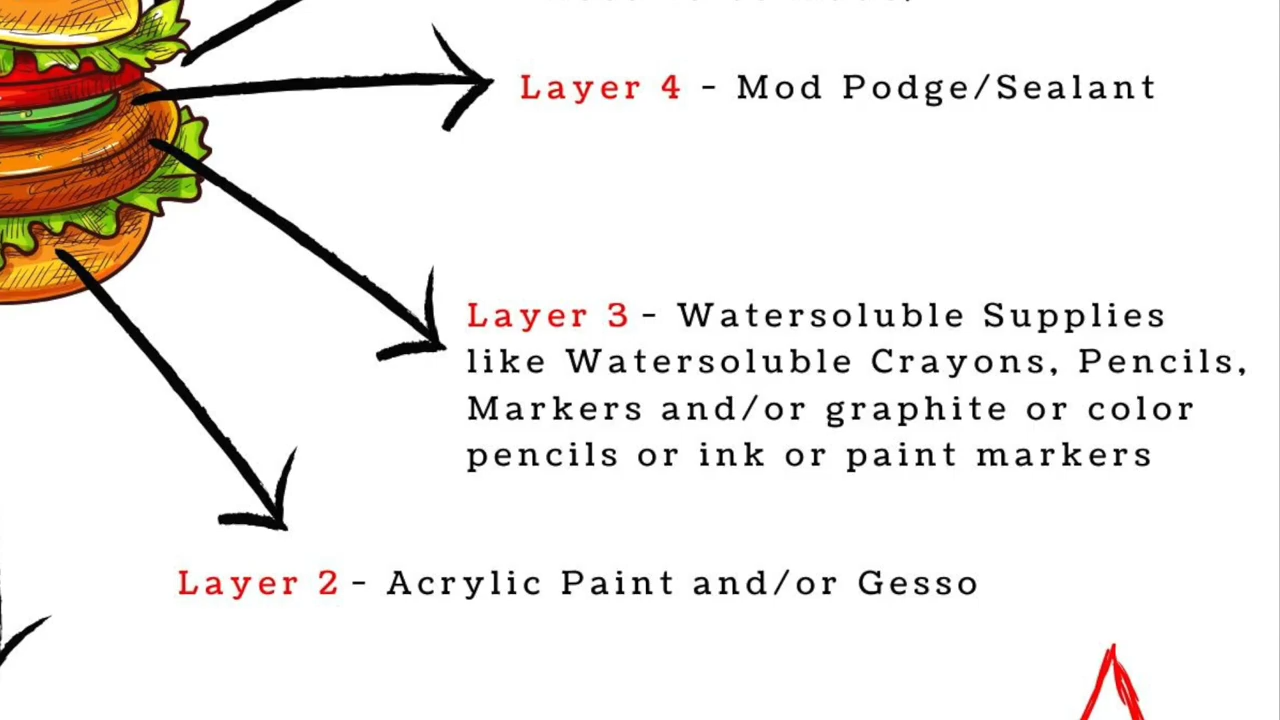 Layer 4 - Mod Podge/Sealant
Layer 3 - Watersoluble Supplies
like Watersoluble Crayons, Pencils,
Markers and/or graphite or color
pencils or ink or paint markers
Layer 2 - Acrylic Paint and/or Gesso